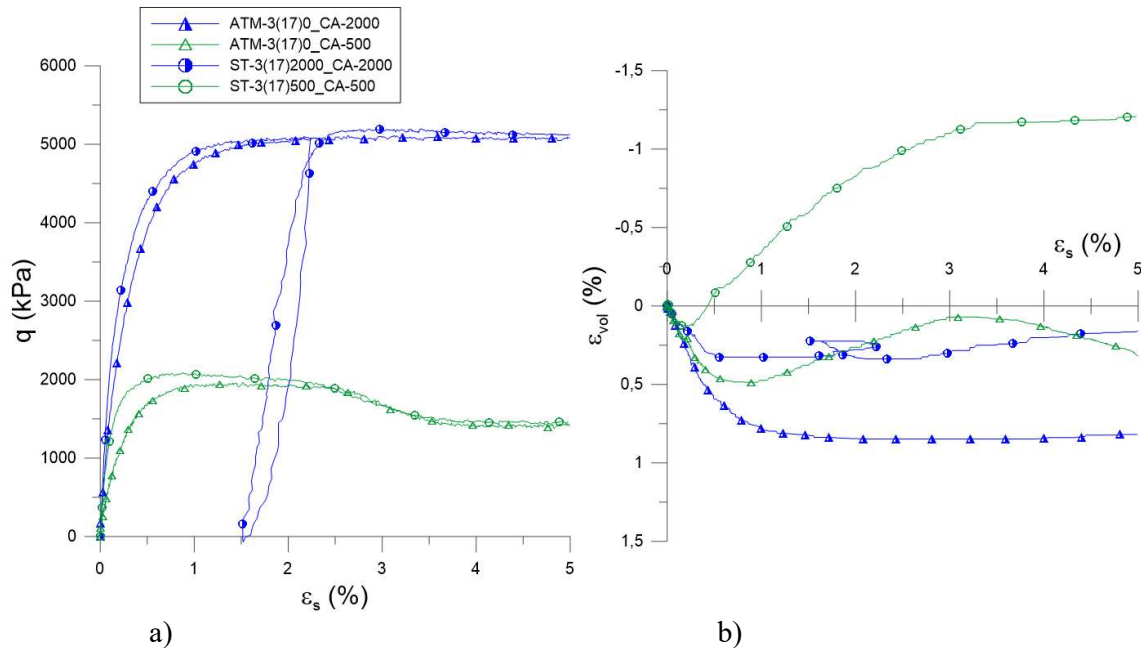 ATM-3(17)0_CA-2000
ATM-3(17)0_CA-500
ST-3(17)2000_CA-2000
ST-3(17)500_CA-500
6000
5000
4000
3000
2000
1000
0
q (kPa)
0 1 2 3 4 5
εs (%)
a)
-1,5
-1
-0,5
0
0,5
1
1,5
εvol (%)
0 1 2 3 4 5
εs (%)
b)